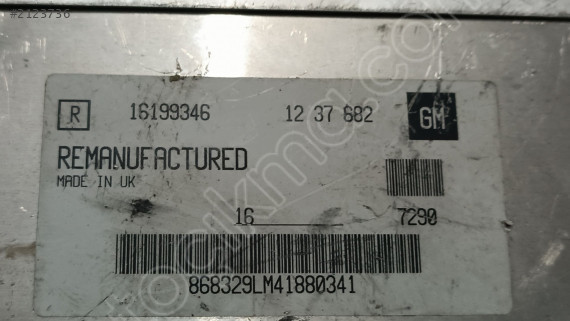 #2123736
R 16199346 12 37 682 GM
REMANUFACTURED
MADE IN UK
16 7290
868329LM41880341